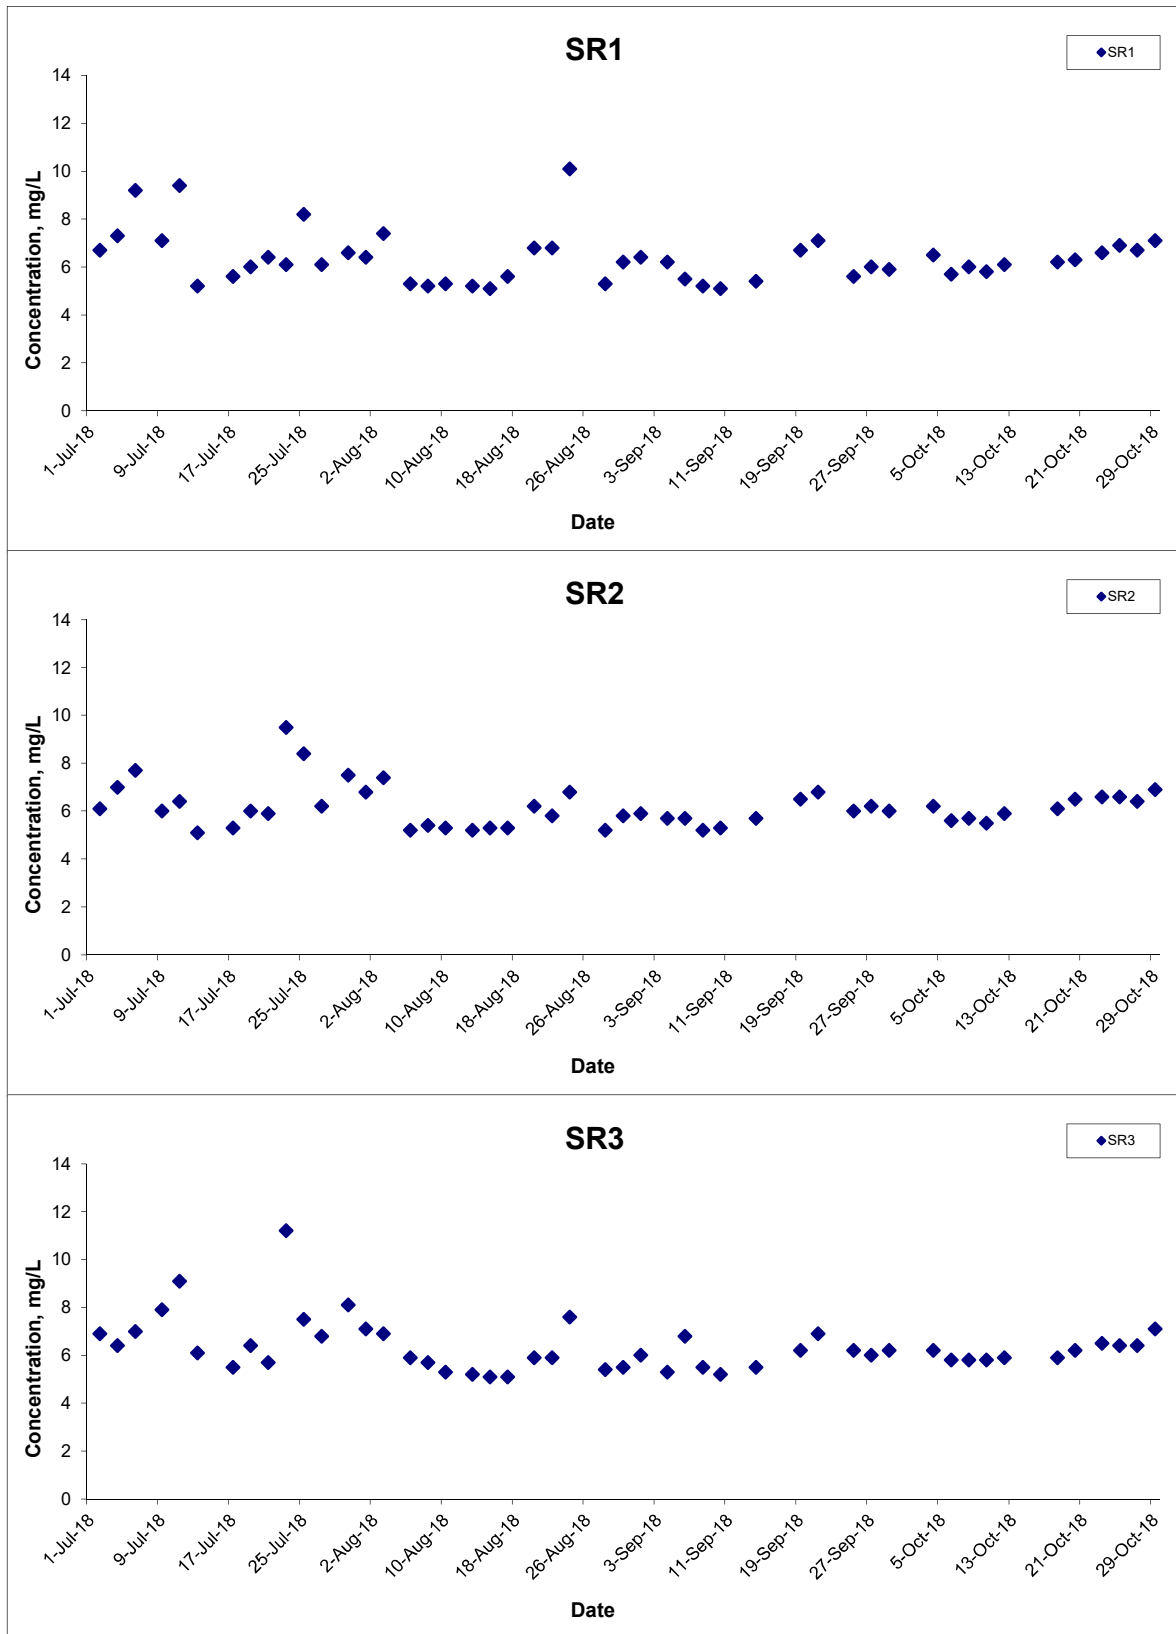 SR1
SR1
14
12
10
8
6
4
2
0
Concentration, mg/L
1-Jul-18
9-Jul-18
17-Jul-18
25-Jul-18
2-Aug-18
10-Aug-18
18-Aug-18
26-Aug-18
3-Sep-18
11-Sep-18
19-Sep-18
27-Sep-18
5-Oct-18
13-Oct-18
21-Oct-18
29-Oct-18
Date
SR2
SR2
14
12
10
8
6
4
2
0
Concentration, mg/L
1-Jul-18
9-Jul-18
17-Jul-18
25-Jul-18
2-Aug-18
10-Aug-18
18-Aug-18
26-Aug-18
3-Sep-18
11-Sep-18
19-Sep-18
27-Sep-18
5-Oct-18
13-Oct-18
21-Oct-18
29-Oct-18
Date
SR3
SR3
14
12
10
8
6
4
2
0
Concentration, mg/L
1-Jul-18
9-Jul-18
17-Jul-18
25-Jul-18
2-Aug-18
10-Aug-18
18-Aug-18
26-Aug-18
3-Sep-18
11-Sep-18
19-Sep-18
27-Sep-18
5-Oct-18
13-Oct-18
21-Oct-18
29-Oct-18
Date